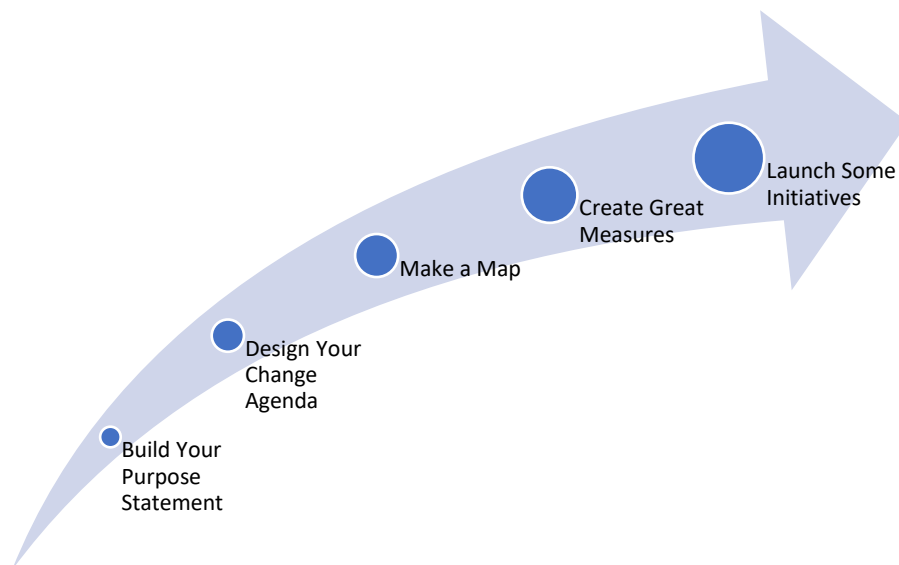 Build Your
Purpose
Statement
Design Your
Change
Agenda
Make a Map
Create Great
Measures
Launch Some
Initiatives